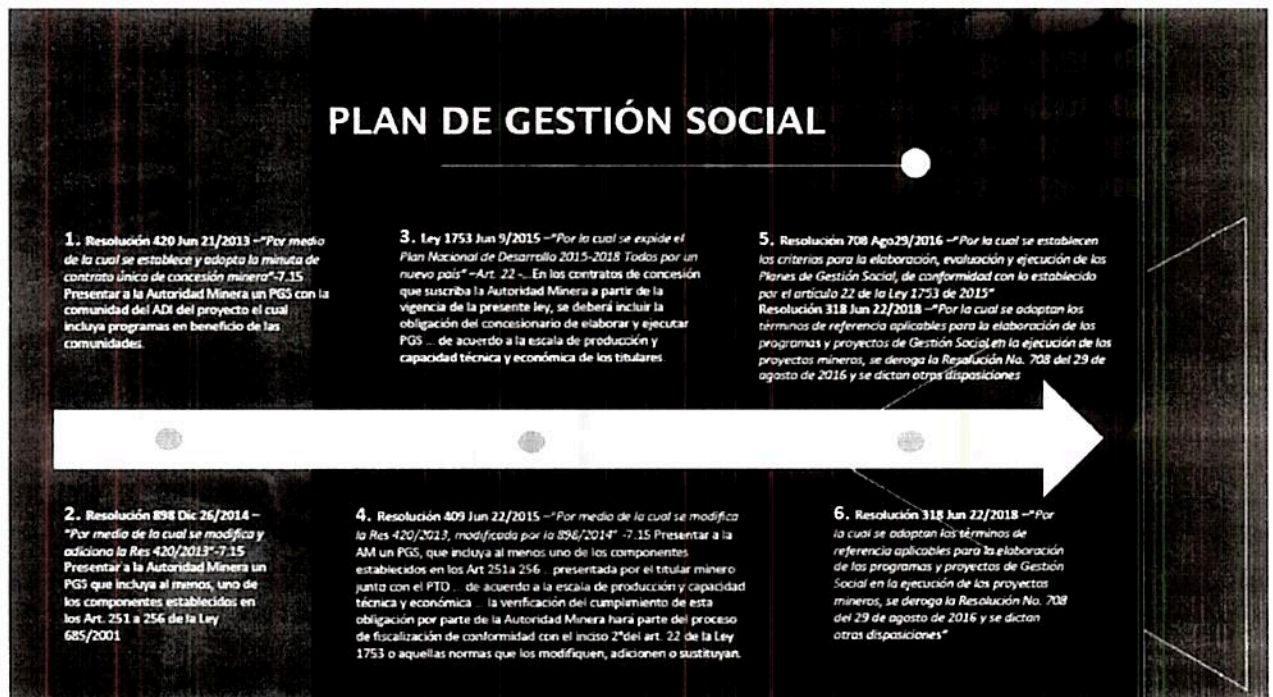 PLAN DE GESTIÓN SOCIAL
1. Resolución 420 Jun 21/2013 –"Por medio
de la cual se establece y adopta la minuta de
contrato único de concesión minera"-7.15
Presentar a la Autoridad Minera un PGS con la
comunidad del ADI del proyecto el cual
incluya programas en beneficio de las
comunidades.
2. Resolución 898 Dic 26/2014 –
"Por medio de la cual se modifica y
adiciona la Res 420/2013"-7.15
Presentar a la Autoridad Minera un
PGS que incluya al menos, uno de
los componentes establecidos en
los Art. 251 a 256 de la Ley
685/2001
3. Ley 1753 Jun 9/2015 –"Por la cual se expide el
Plan Nacional de Desarrollo 2015-2018 Todos por un
nuevo país" –Art. 22 -...En los contratos de concesión
que suscriba la Autoridad Minera a partir de la
vigencia de la presente ley, se deberá incluir la
obligación del concesionario de elaborar y ejecutar
PGS ... de acuerdo a la escala de producción y
capacidad técnica y económica de los titulares.
4. Resolución 409 Jun 22/2015 –"Por medio de la cual se modifica
la Res 420/2013, modificada por la 898/2014" -7.15 Presentar a la
AM un PGS, que incluya al menos uno de los componentes
establecidos en los Art 251a 256 ... presentada por el titular minero
junto con el PTO ... de acuerdo a la escala de producción y capacidad
técnica y económica ... la verificación del cumplimiento de esta
obligación por parte de la Autoridad Minera hará parte del proceso
de fiscalización de conformidad con el inciso 2°del art. 22 de la Ley
1753 o aquellas normas que los modifiquen, adicionen o sustituyan.
5. Resolución 708 Ago29/2016 –"Por la cual se establecen
los criterios para la elaboración, evaluación y ejecución de los
Planes de Gestión Social, de conformidad con lo establecido
por el artículo 22 de la Ley 1753 de 2015"
Resolución 318 Jun 22/2018 –"Por la cual se adoptan los
términos de referencia aplicables para la elaboración de los
programas y proyectos de Gestión Social en la ejecución de los
proyectos mineros, se deroga la Resolución No. 708 del 29 de
agosto de 2016 y se dictan otras disposiciones
6. Resolución 318 Jun 22/2018 –"Por
la cual se adoptan los términos de
referencia aplicables para la elaboración
de los programas y proyectos de Gestión
Social en la ejecución de los proyectos
mineros, se deroga la Resolución No. 708
del 29 de agosto de 2016 y se dictan
otras disposiciones"